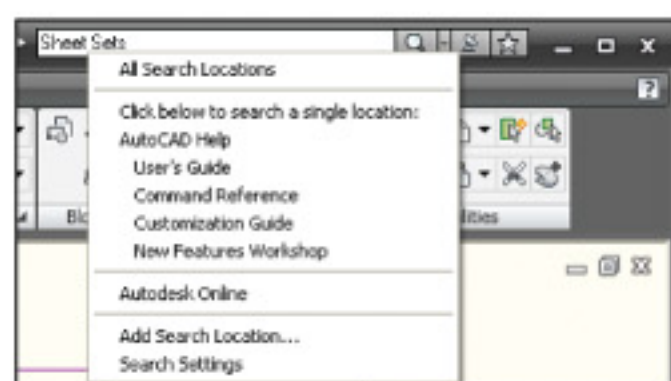 Sheet Sets
All Search Locations
?
Click below to search a single location:
AutoCAD Help
User's Guide
Command Reference
Customization Guide
New Features Workshop
Autodesk Online
Add Search Location...
Search Settings